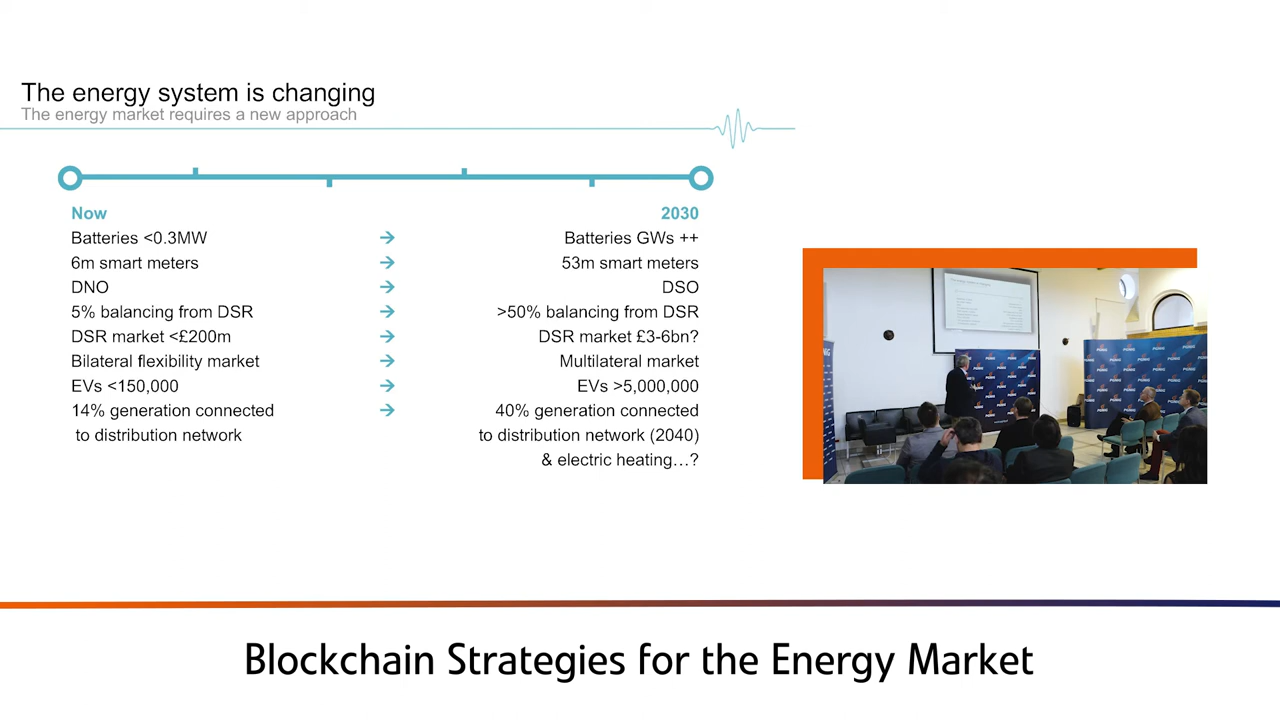 The energy system is changing
The energy market requires a new approach
Now
2030
Batteries <0.3MW → Batteries GWs ++
6m smart meters → 53m smart meters
DNO → DSO
5% balancing from DSR → >50% balancing from DSR
DSR market <£200m → DSR market £3-6bn?
Bilateral flexibility market → Multilateral market
EVs <150,000 → EVs >5,000,000
14% generation connected → 40% generation connected
to distribution network to distribution network (2040)
& electric heating…?
PGNiG
Blockchain Strategies for the Energy Market